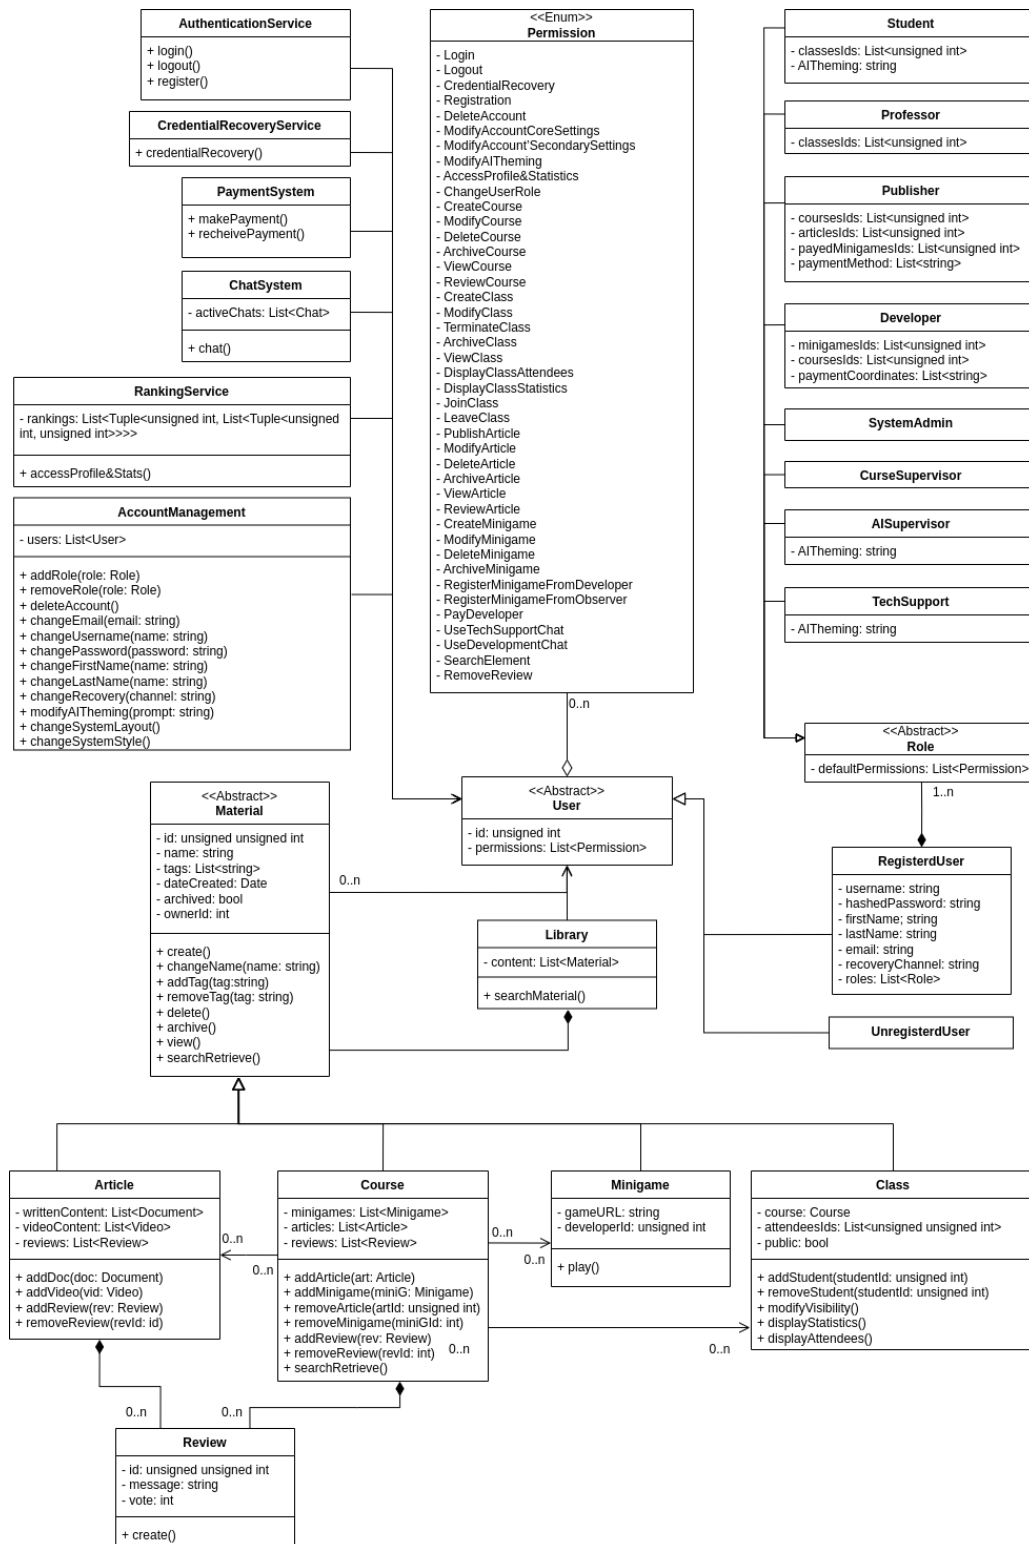 AuthenticationService
+ login()
+ logout()
+ register()
CredentialRecoveryService
+ credentialRecovery()
PaymentSystem
+ makePayment()
+ recheivePayment()
ChatSystem
- activeChats: List<Chat>
+ chat()
RankingService
- rankings: List<Tuple<unsigned int, List<Tuple<unsigned
int, unsigned int>>>>
+ accessProfile&Stats()
AccountManagement
- users: List<User>
+ addRole(role: Role)
+ removeRole(role: Role)
+ deleteAccount()
+ changeEmail(email: string)
+ changeUsername(name: string)
+ changePassword(password: string)
+ changeFirstName(name: string)
+ changeLastName(name: string)
+ changeRecovery(channel: string)
+ modifyAITheming(prompt: string)
+ changeSystemLayout()
+ changeSystemStyle()
<<Enum>>
Permission
- Login
- Logout
- CredentialRecovery
- Registration
- DeleteAccount
- ModifyAccountCoreSettings
- ModifyAccount'SecondarySettings
- ModifyAITheming
- AccessProfile&Statistics
- ChangeUserRole
- CreateCourse
- ModifyCourse
- DeleteCourse
- ArchiveCourse
- ViewCourse
- ReviewCourse
- CreateClass
- ModifyClass
- TerminateClass
- ArchiveClass
- ViewClass
- DisplayClassAttendees
- DisplayClassStatistics
- JoinClass
- LeaveClass
- PublishArticle
- ModifyArticle
- DeleteArticle
- ArchiveArticle
- ViewArticle
- ReviewArticle
- CreateMinigame
- ModifyMinigame
- DeleteMinigame
- ArchiveMinigame
- RegisterMinigameFromDeveloper
- RegisterMinigameFromObserver
- PayDeveloper
- UseTechSupportChat
- UseDevelopmentChat
- SearchElement
- RemoveReview
0..n
Student
- classesIds: List<unsigned int>
- AITheming: string
Professor
- classesIds: List<unsigned int>
Publisher
- coursesIds: List<unsigned int>
- articlesIds: List<unsigned int>
- payedMinigamesIds: List<unsigned int>
- paymentMethod: List<string>
Developer
- minigamesIds: List<unsigned int>
- coursesIds: List<unsigned int>
- paymentCoordinates: List<string>
SystemAdmin
CurseSupervisor
AISupervisor
- AITheming: string
TechSupport
- AITheming: string
<<Abstract>>
Role
- defaultPermissions: List<Permission>
1..n
<<Abstract>>
Material
- id: unsigned unsigned int
- name: string
- tags: List<string>
- dateCreated: Date
- archived: bool
- ownerId: int
+ create()
+ changeName(name: string)
+ addTag(tag:string)
+ removeTag(tag: string)
+ delete()
+ archive()
+ view()
+ searchRetrieve()
0..n
<<Abstract>>
User
- id: unsigned int
- permissions: List<Permission>
Library
- content: List<Material>
+ searchMaterial()
RegisterdUser
- username: string
- hashedPassword: string
- firstName; string
- lastName: string
- email: string
- recoveryChannel: string
- roles: List<Role>
UnregisterdUser
Article
- writtenContent: List<Document>
- videoContent: List<Video>
- reviews: List<Review>
+ addDoc(doc: Document)
+ addVideo(vid: Video)
+ addReview(rev: Review)
+ removeReview(revId: id)
0..n
0..n
Course
- minigames: List<Minigame>
- articles: List<Article>
- reviews: List<Review>
+ addArticle(art: Article)
+ addMinigame(miniG: Minigame)
+ removeArticle(artId: unsigned int)
+ removeMinigame(miniGId: int)
+ addReview(rev: Review)
+ removeReview(revId: int)
+ searchRetrieve()
0..n
0..n
0..n
0..n
Minigame
- gameURL: string
- developerId: unsigned int
+ play()
Class
- course: Course
- attendeesIds: List<unsigned unsigned int>
- public: bool
+ addStudent(studentId: unsigned int)
+ removeStudent(studentId: unsigned int)
+ modifyVisibility()
+ displayStatistics()
+ displayAttendees()
0..n
0..n
Review
- id: unsigned unsigned int
- message: string
- vote: int
+ create()